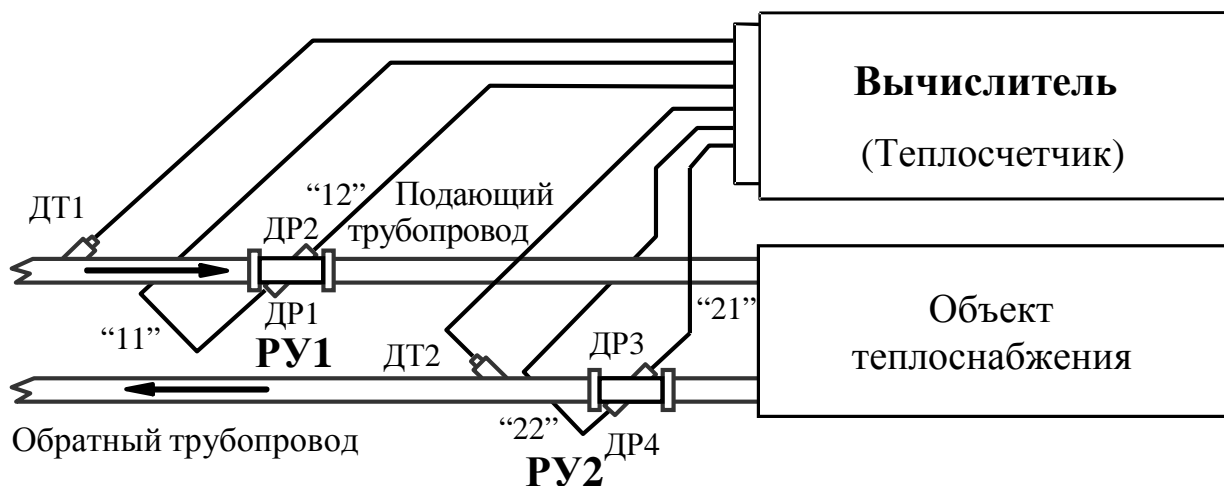 Вычислитель
(Теплосчетчик)
“12” Подающий
трубопровод
ДТ1
ДР2
ДР1
“11”
РУ1
“21”
Объект
теплоснабжения
ДТ2
ДР3
“22”
ДР4
РУ2
Обратный трубопровод